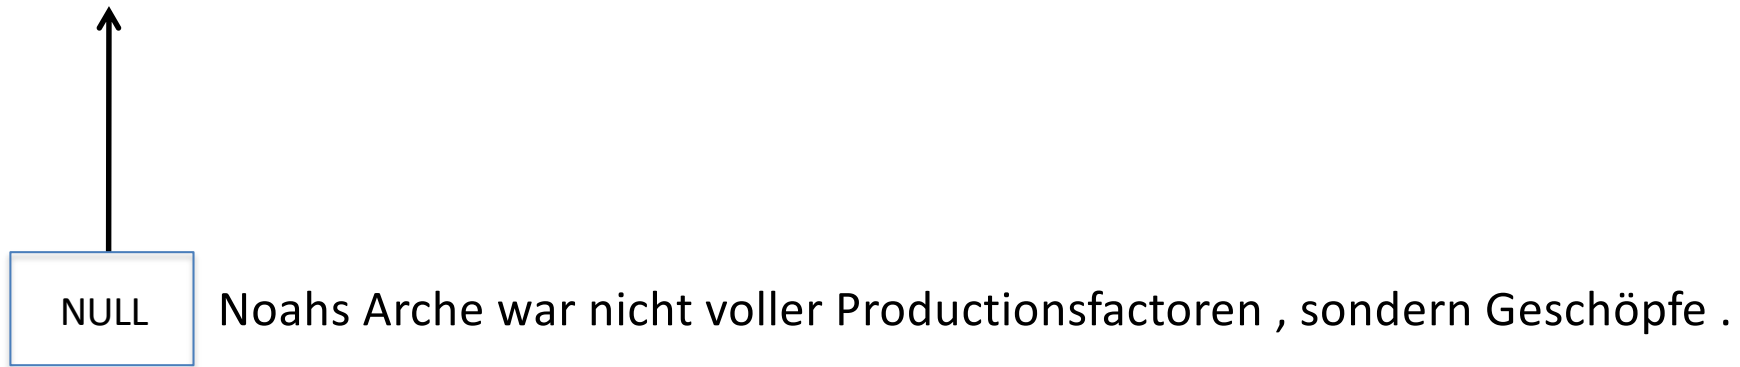 NULL Noahs Arche war nicht voller Productionsfactoren , sondern Geschöpfe .